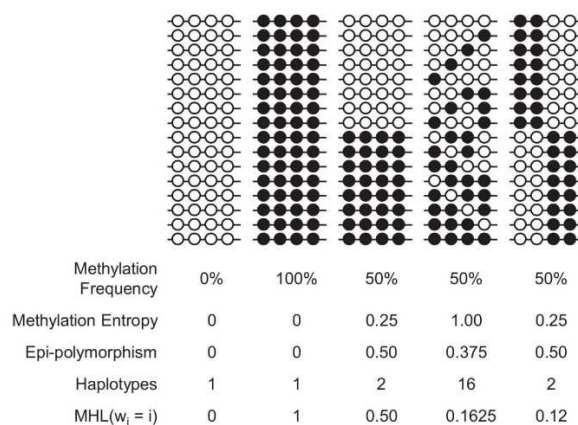 Methylation
Frequency 0% 100% 50% 50% 50%
Methylation Entropy 0 0 0.25 1.00 0.25
Epi-polymorphism 0 0 0.50 0.375 0.50
Haplotypes 1 1 2 16 2
MHL(wᵢ = i) 0 1 0.50 0.1625 0.12